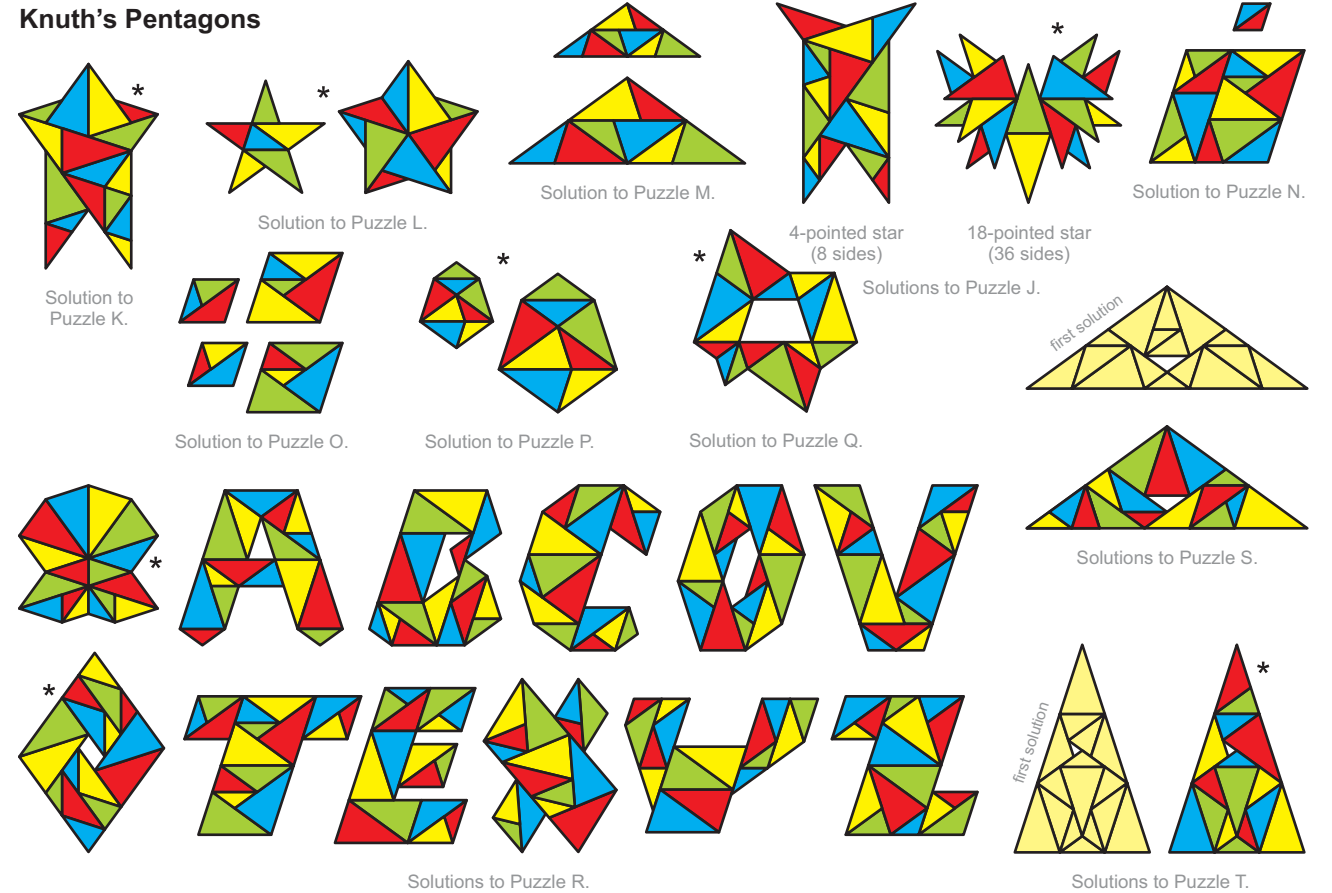 Knuth's Pentagons
*
*
*
Solution to Puzzle M.
Solution to Puzzle N.
Solution to Puzzle L.
4-pointed star
(8 sides)
18-pointed star
(36 sides)
Solutions to Puzzle J.
Solution to
Puzzle K.
*
*
first solution
Solution to Puzzle O.
Solution to Puzzle P.
Solution to Puzzle Q.
Solutions to Puzzle S.
*
*
first solution
*
Solutions to Puzzle R.
Solutions to Puzzle T.